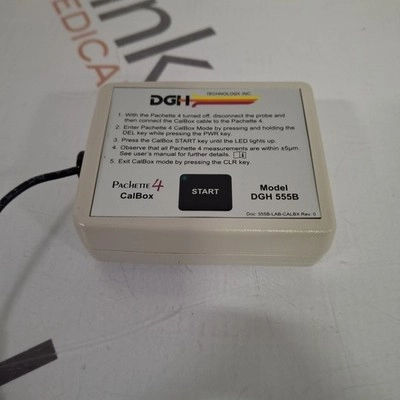 ink
MEDICAL
DGH TECHNOLOGY INC.
1. With the Pachette 4 turned off, disconnect the probe and
then connect the CalBox cable to the Pachette 4.
2. Enter Pachette 4 CalBox Mode by pressing and holding the
DEL key while pressing the PWR key.
3. Press the CalBox START key until the LED lights up.
4. Observe that all Pachette 4 measurements are within ±5µm.
See user's manual for further details.
5. Exit CalBox mode by pressing the CLR key.
PACHETTE 4
CalBox
START
Model
DGH 555B
Doc: 555B-LAB-CALBX Rev. 0